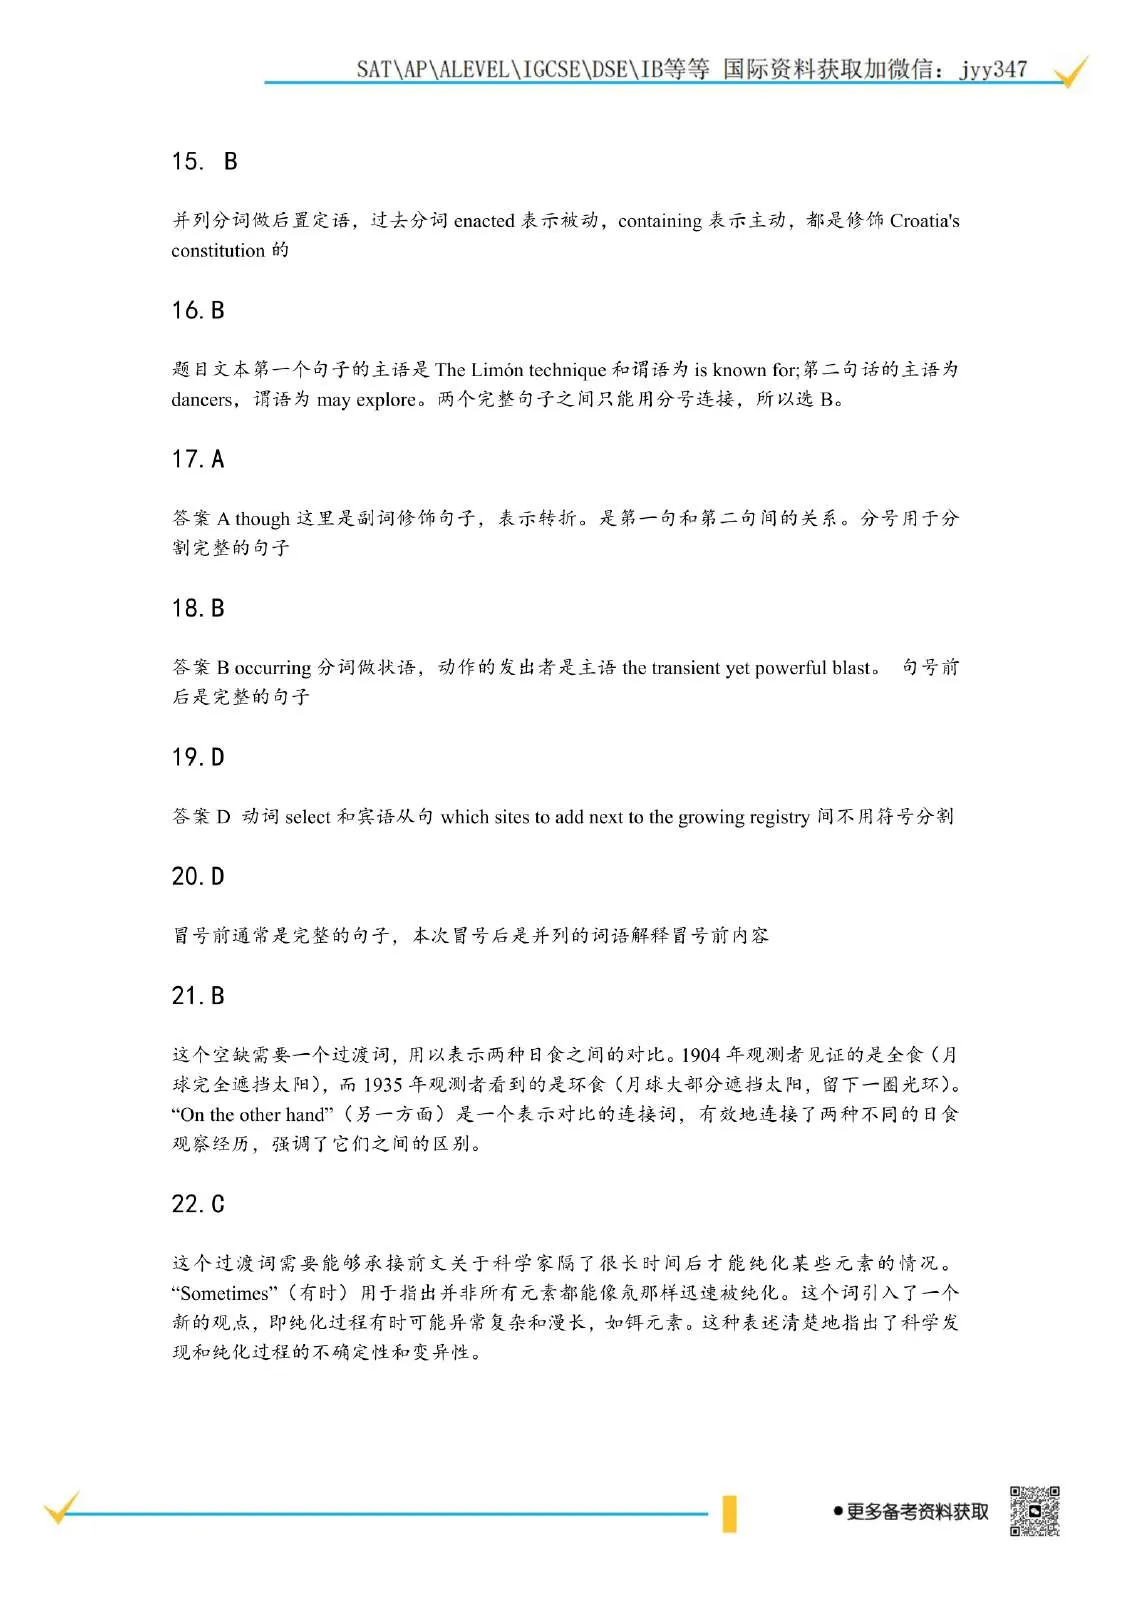 SAT\AP\ALEVEL\IGCSE\DSE\IB等等 国际资料获取加微信：jyy347
15. B
并列分词做后置定语，过去分词 enacted 表示被动，containing 表示主动，都是修饰 Croatia's
constitution 的
16. B
题目文本第一个句子的主语是 The Limón technique 和谓语为 is known for;第二句话的主语为
dancers，谓语为 may explore。两个完整句子之间只能用分号连接，所以选 B。
17. A
答案 A though 这里是副词修饰句子，表示转折。是第一句和第二句间的关系。分号用于分
割完整的句子
18. B
答案 B occurring 分词做状语，动作的发出者是主语 the transient yet powerful blast。 句号前
后是完整的句子
19. D
答案 D 动词 select 和宾语从句 which sites to add next to the growing registry 间不用符号分割
20. D
冒号前通常是完整的句子，本次冒号后是并列的词语解释冒号前内容
21. B
这个空缺需要一个过渡词，用以表示两种日食之间的对比。1904 年观测者见证的是全食（月
球完全遮挡太阳），而 1935 年观测者看到的是环食（月球大部分遮挡太阳，留下一圈光环）。
“On the other hand”（另一方面）是一个表示对比的连接词，有效地连接了两种不同的日食
观察经历，强调了它们之间的区别。
22. C
这个过渡词需要能够承接前文关于科学家隔了很长时间后才能纯化某些元素的情况。
“Sometimes”（有时）用于指出并非所有元素都能像氖那样迅速被纯化。这个词引入了一个
新的观点，即纯化过程有时可能异常复杂和漫长，如铒元素。这种表述清楚地指出了科学发
现和纯化过程的不确定性和变异性。
●更多备考资料获取